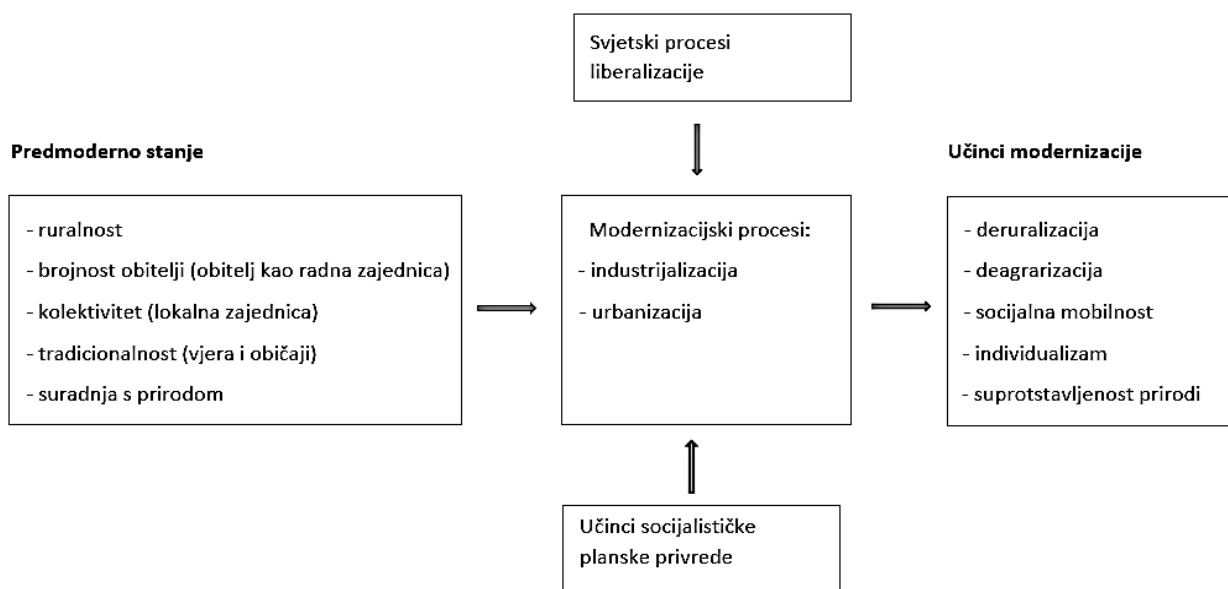 Svjetski procesi
liberalizacije
Predmoderno stanje
Učinci modernizacije
- ruralnost
- brojnost obitelji (obitelj kao radna zajednica)
- kolektivitet (lokalna zajednica)
- tradicionalnost (vjera i običaji)
- suradnja s prirodom
Modernizacijski procesi:
- industrijalizacija
- urbanizacija
- deruralizacija
- deagrarizacija
- socijalna mobilnost
- individualizam
- suprotstavljenost prirodi
Učinci socijalističke
planske privrede